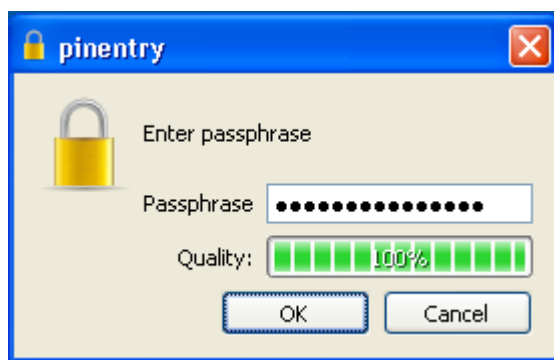 pinentry
Enter passphrase
Passphrase ●●●●●●●●●●●●●●●
Quality: 100%
OK Cancel